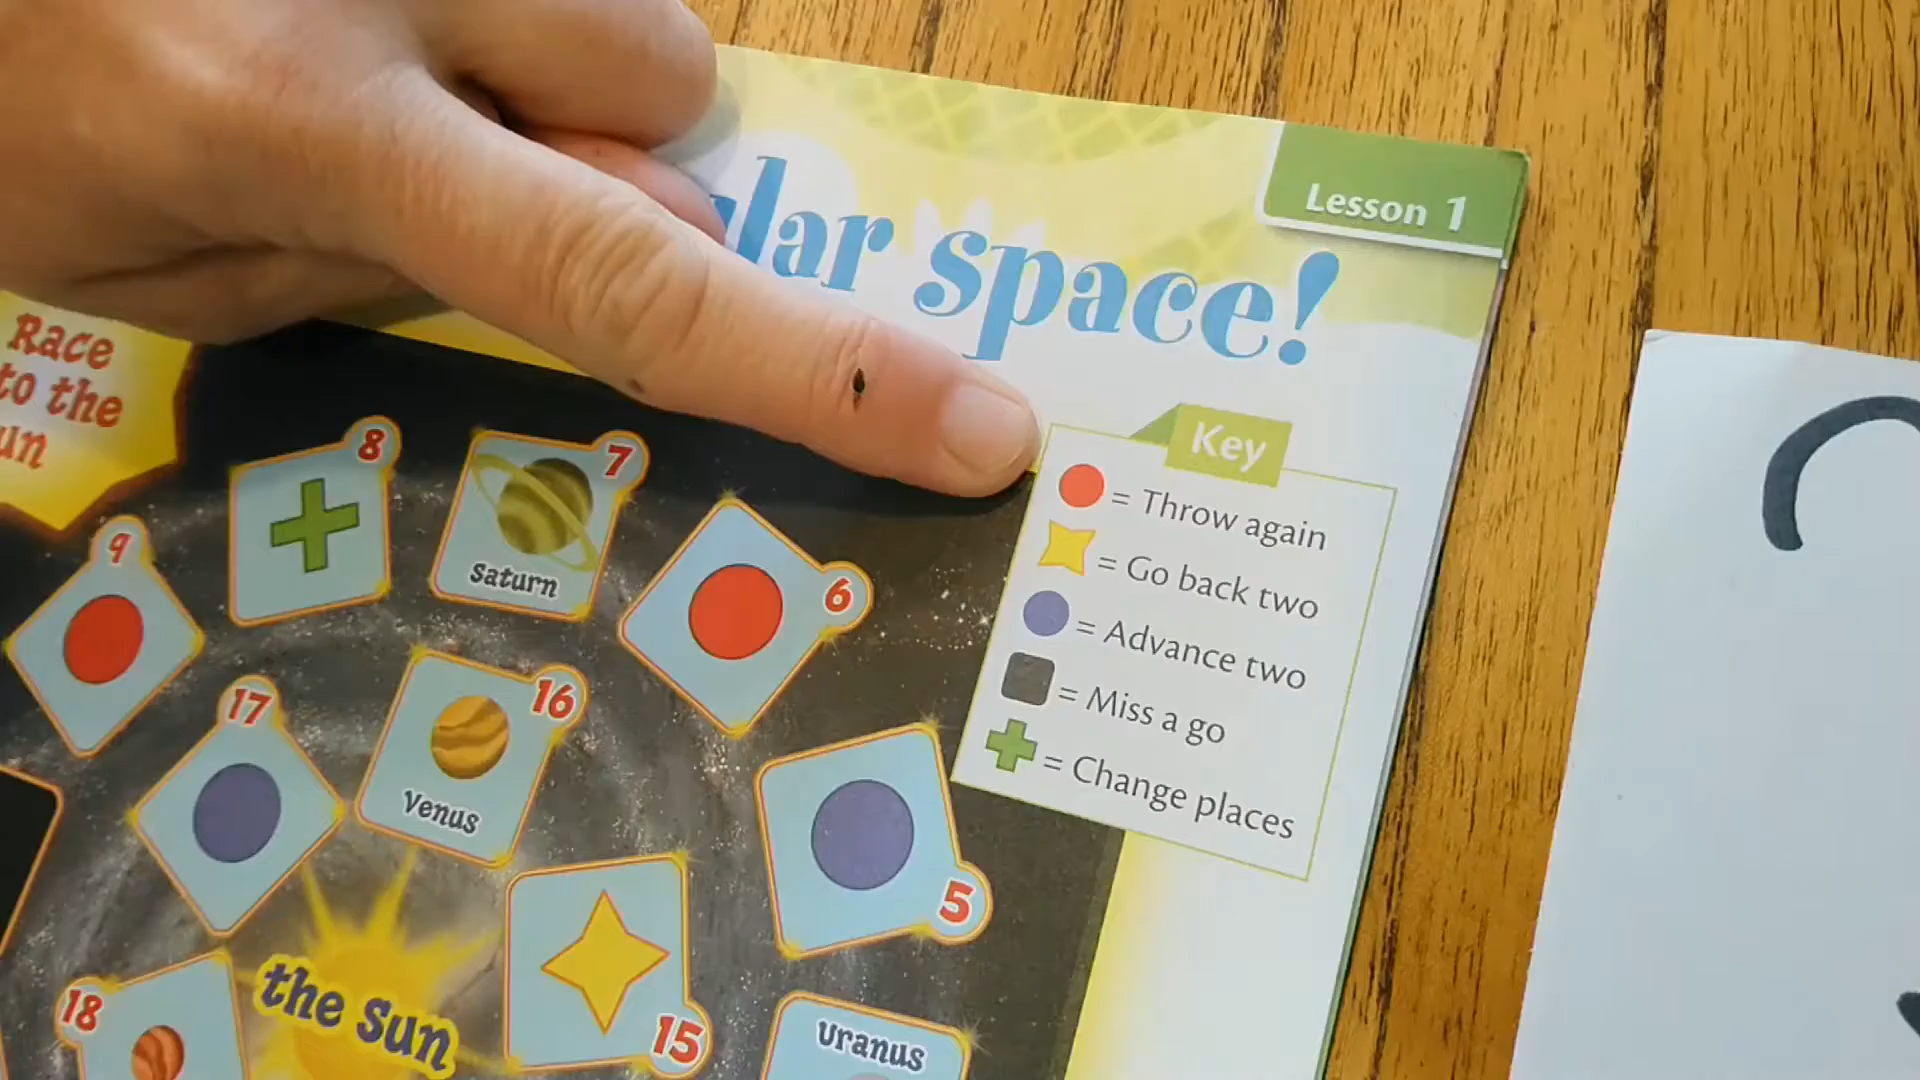 Lesson 1
lar space!
Race
to the
un
Key
= Throw again
= Go back two
= Advance two
= Miss a go
= Change places
8
7
Saturn
9
6
17
16
Venus
5
the Sun
15
18
Uranus